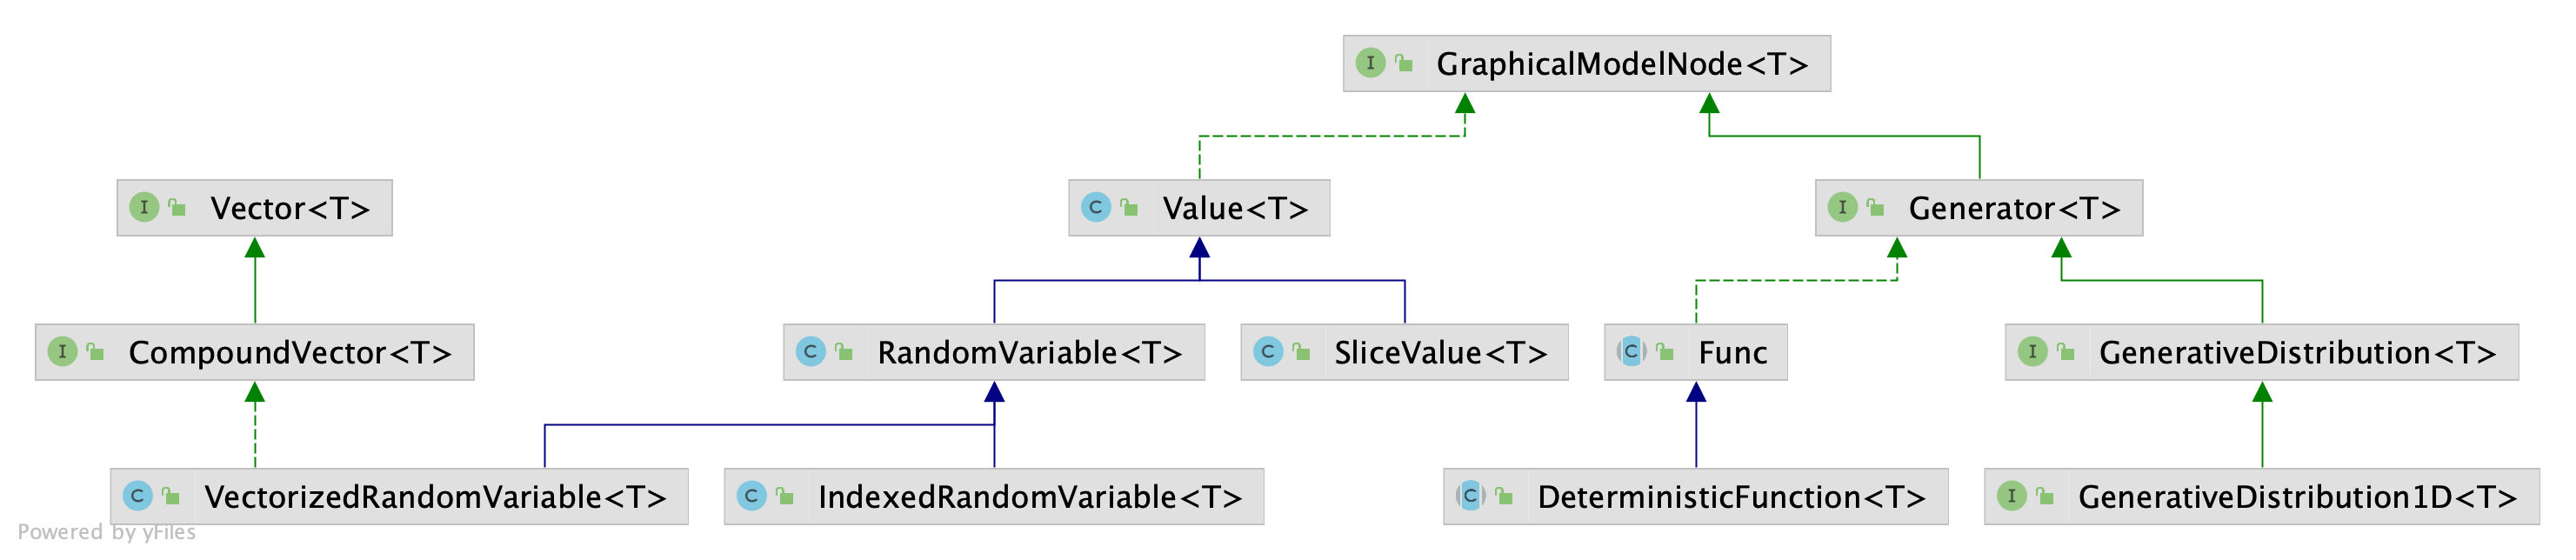 GraphicalModelNode<T>
Vector<T>
Value<T>
Generator<T>
CompoundVector<T>
RandomVariable<T>
SliceValue<T>
Func
GenerativeDistribution<T>
VectorizedRandomVariable<T>
IndexedRandomVariable<T>
DeterministicFunction<T>
GenerativeDistribution1D<T>
Powered by yFiles